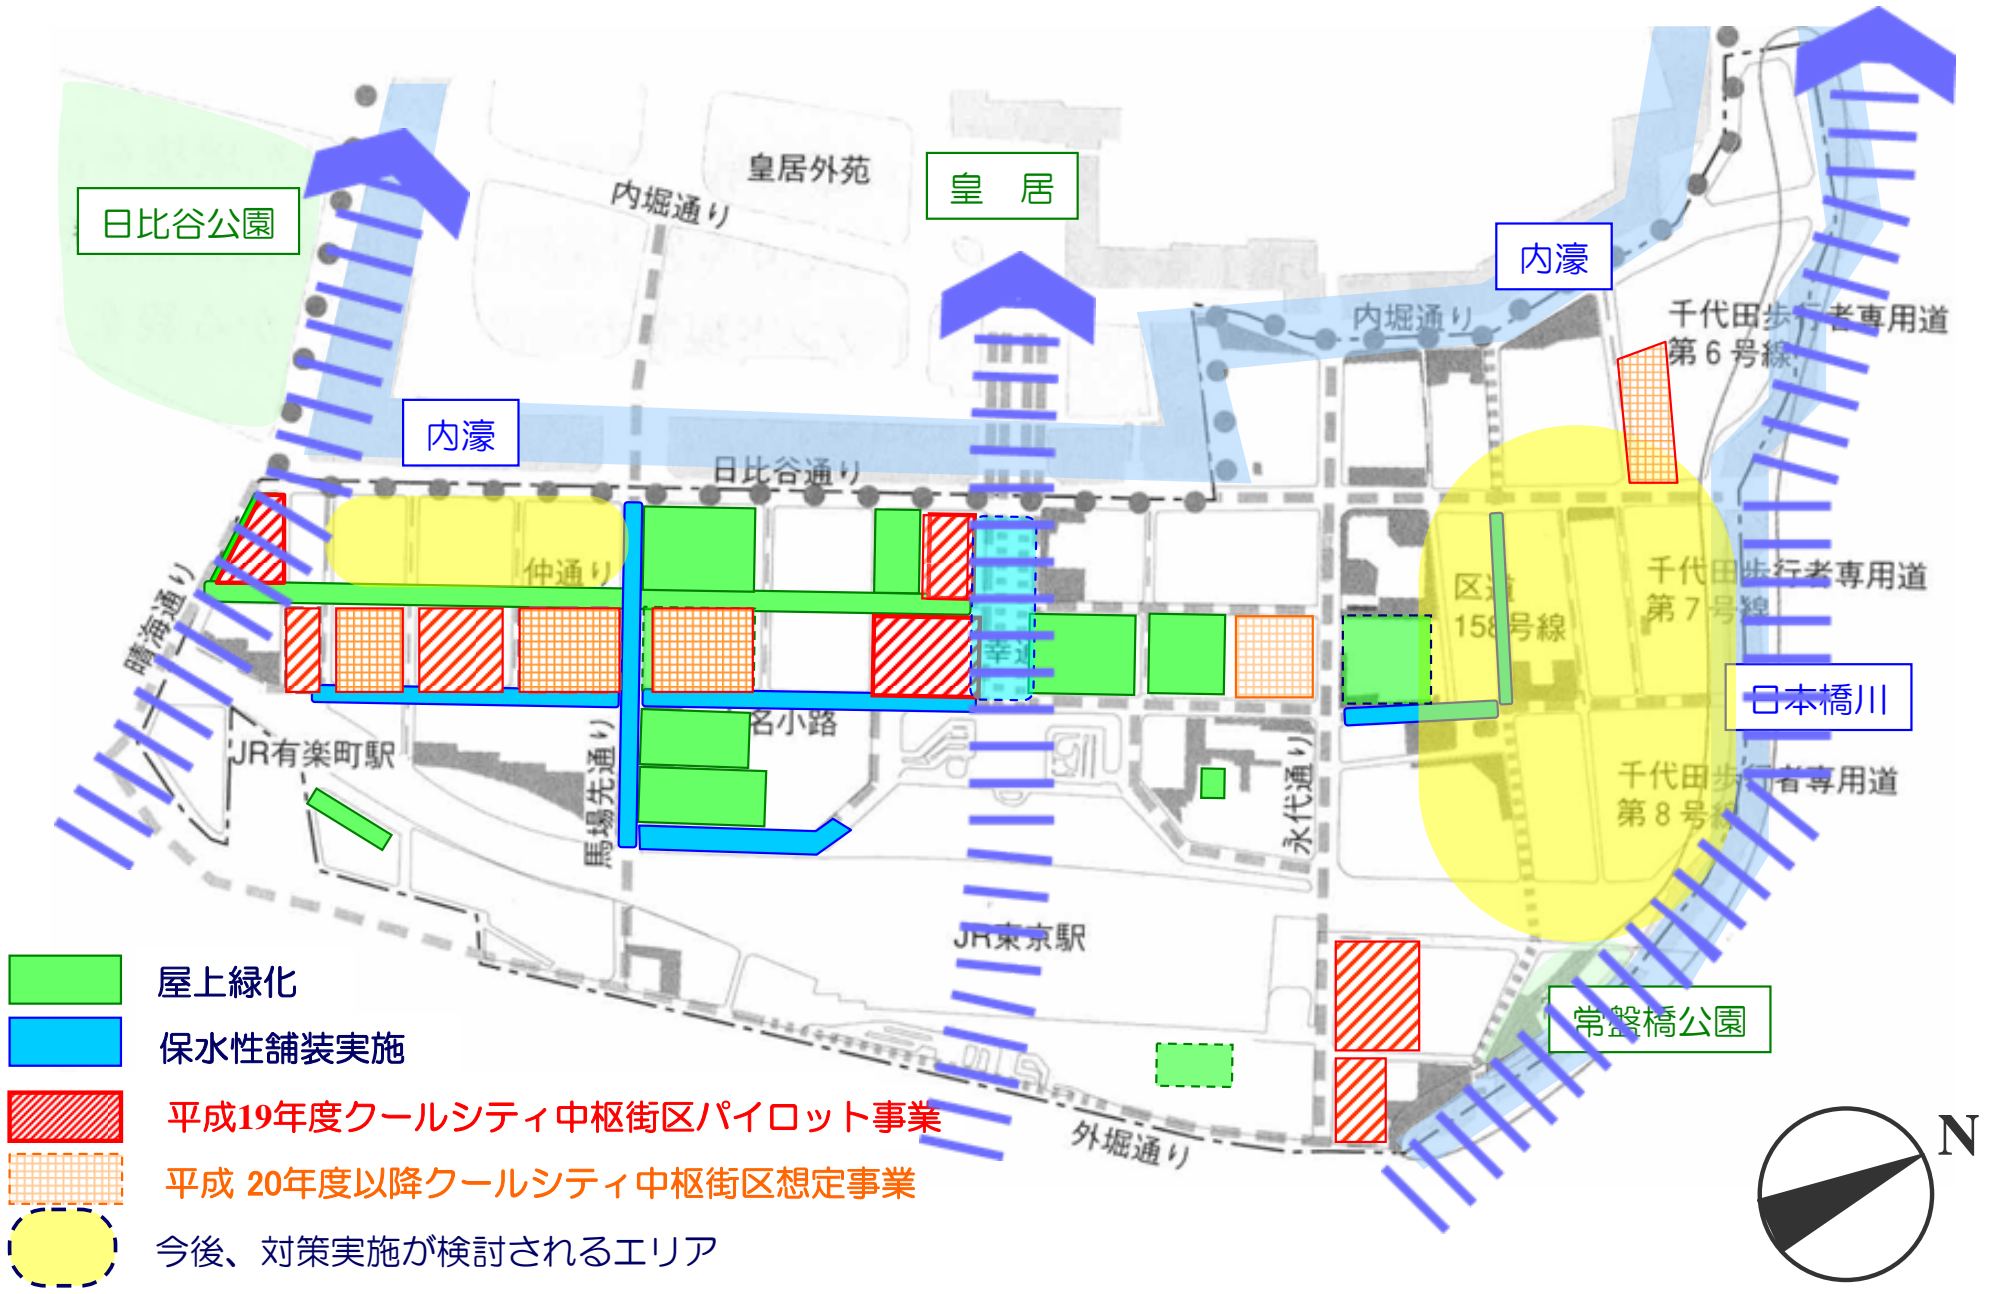 皇居外苑
皇 居
内堀通り
日比谷公園
内濠
内堀通り
千代田歩行者専用道
第6号線
内濠
日比谷通り
仲通り
区道
158号線
千代田歩行者専用道
第7号線
晴海通り
日本橋川
名小路
JR有楽町駅
馬場先通り
永代通り
千代田歩行者専用道
第8号線
JR東京駅
常盤橋公園
外堀通り
N
屋上緑化
保水性舗装実施
平成19年度クールシティ中枢街区パイロット事業
平成 20年度以降クールシティ中枢街区想定事業
今後、対策実施が検討されるエリア